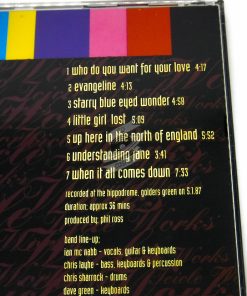 1 who do you want for your love 4:17
2 evangeline 4:13
3 starry blue eyed wonder 4:59
4 little girl lost 5:09
5 up here in the north of england 5:52
6 understanding jane 3:41
7 when it all comes down 7:33
recorded at the hippodrome, golders green on 5.1.87
duration: approx 36 mins
produced by phil ross
band line-up:
ian mc nabb - vocals, guitar & keyboards
chris layhe - bass, keyboards & percussion
chris sharrock - drums
dave green - keyboards